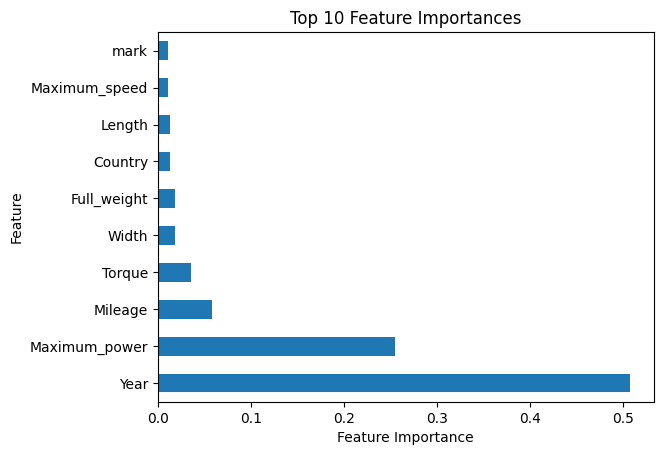 Top 10 Feature Importances
mark
Maximum_speed
Length
Country
Full_weight
Width
Torque
Mileage
Maximum_power
Year
Feature
0.0 0.1 0.2 0.3 0.4 0.5
Feature Importance